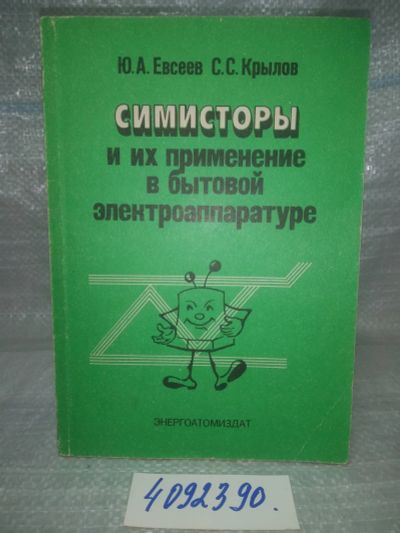 Ю.А.Евсеев С.С.Крылов
СИМИСТОРЫ
и их применение
в бытовой
электроаппаратуре
ЭНЕРГОАТОМИЗДАТ
4092390.